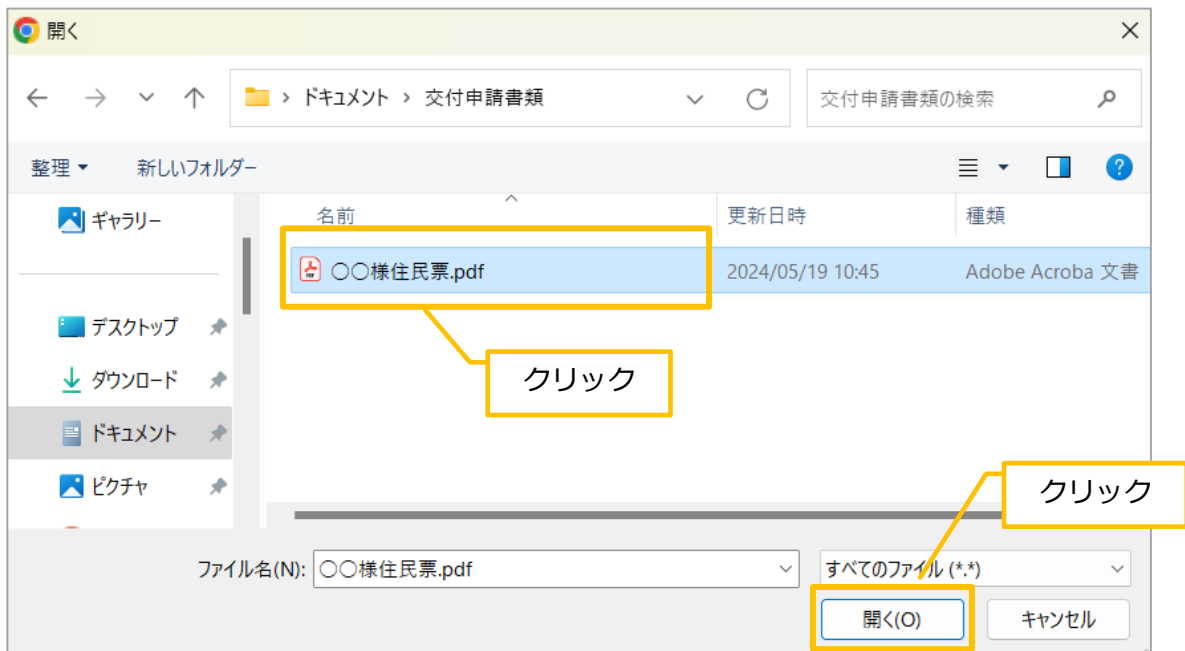 開く
ドキュメント › 交付申請書類
交付申請書類の検索
整理
新しいフォルダー
ギャラリー
名前
更新日時
種類
〇〇様住民票.pdf
2024/05/19 10:45
Adobe Acroba 文書
デスクトップ
クリック
ダウンロード
ドキュメント
ピクチャ
クリック
ファイル名(N):
〇〇様住民票.pdf
すべてのファイル (*.*)
開く(O)
キャンセル